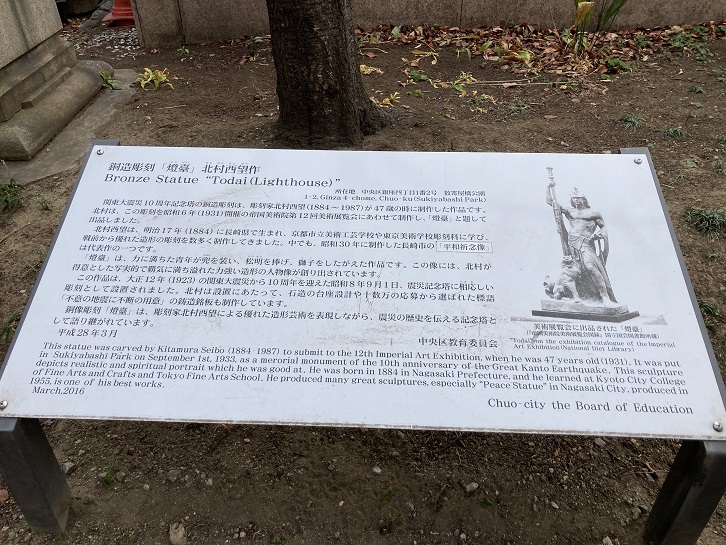 銅造彫刻「燈臺」北村西望作
Bronze Statue “Todai(Lighthouse)”
所在地 中央区銀座四丁目1番2号 数寄屋橋公園
1-2, Ginza 4-chome, Chuo-ku (Sukiyabashi Park)
関東大震災10周年記念塔の銅造彫刻は、彫刻家北村西望(1884～1987)が47歳の時に制作した作品です。
北村は、この彫刻を昭和6年(1931)開催の帝国美術院第12回美術展覧会にあわせて制作し、「燈臺」と題して
出品しました。
北村西望は、明治17年(1884)に長崎県で生まれ、京都市立美術工芸学校や東京美術学校彫刻科に学び、
戦前から優れた造形の彫刻を数多く制作してきました。中でも、昭和30年に制作した長崎市の「平和祈念像」
は代表作の一つです。
「燈臺」は、力に満ちた青年が兜を装い、松明を捧げ、獅子をしたがえた作品です。この像には、北村が
得意とした写実的で覇気に満ち溢れた力強い造形の人物像が創り出されています。
この作品は、大正12年(1923)の関東大震災から10周年を迎えた昭和8年9月1日、震災記念塔に相応しい
彫刻として設置されました。北村は設置にあたって、石造の台座設計や十数万の応募から選ばれた標語
「不意の地震に不断の用意」の鋳造銘板も制作しています。
銅像彫刻「燈臺」は、彫刻家北村西望による優れた造形芸術を表現しながら、震災の歴史を伝える記念塔と
して語り継がれています。
平成28年3月
中央区教育委員会
美術展覧会に出品された「燈臺」
“Todai”on the exhibition catalogue of the Imperial
Art Exhibition (National Diet Library)
This statue was carved by Kitamura Seibo (1884-1987) to submit to the 12th Imperial Art Exhibition, when he was 47 years old (1931). It was put
in Sukiyabashi Park on September 1st, 1933, as a merorial monument of the 10th anniversary of the Great Kanto Earthquake. This sculpture
depicts realistic and spiritual portrait which he was good at. He was born in 1884 in Nagasaki Prefecture, and he learned at Kyoto City College
of Fine Arts and Crafts and Tokyo Fine Arts School. He produced many great sculptures, especially “Peace Statue” in Nagasaki City, produced in
1955, is one of his best works.
March,2016
Chuo-city the Board of Education